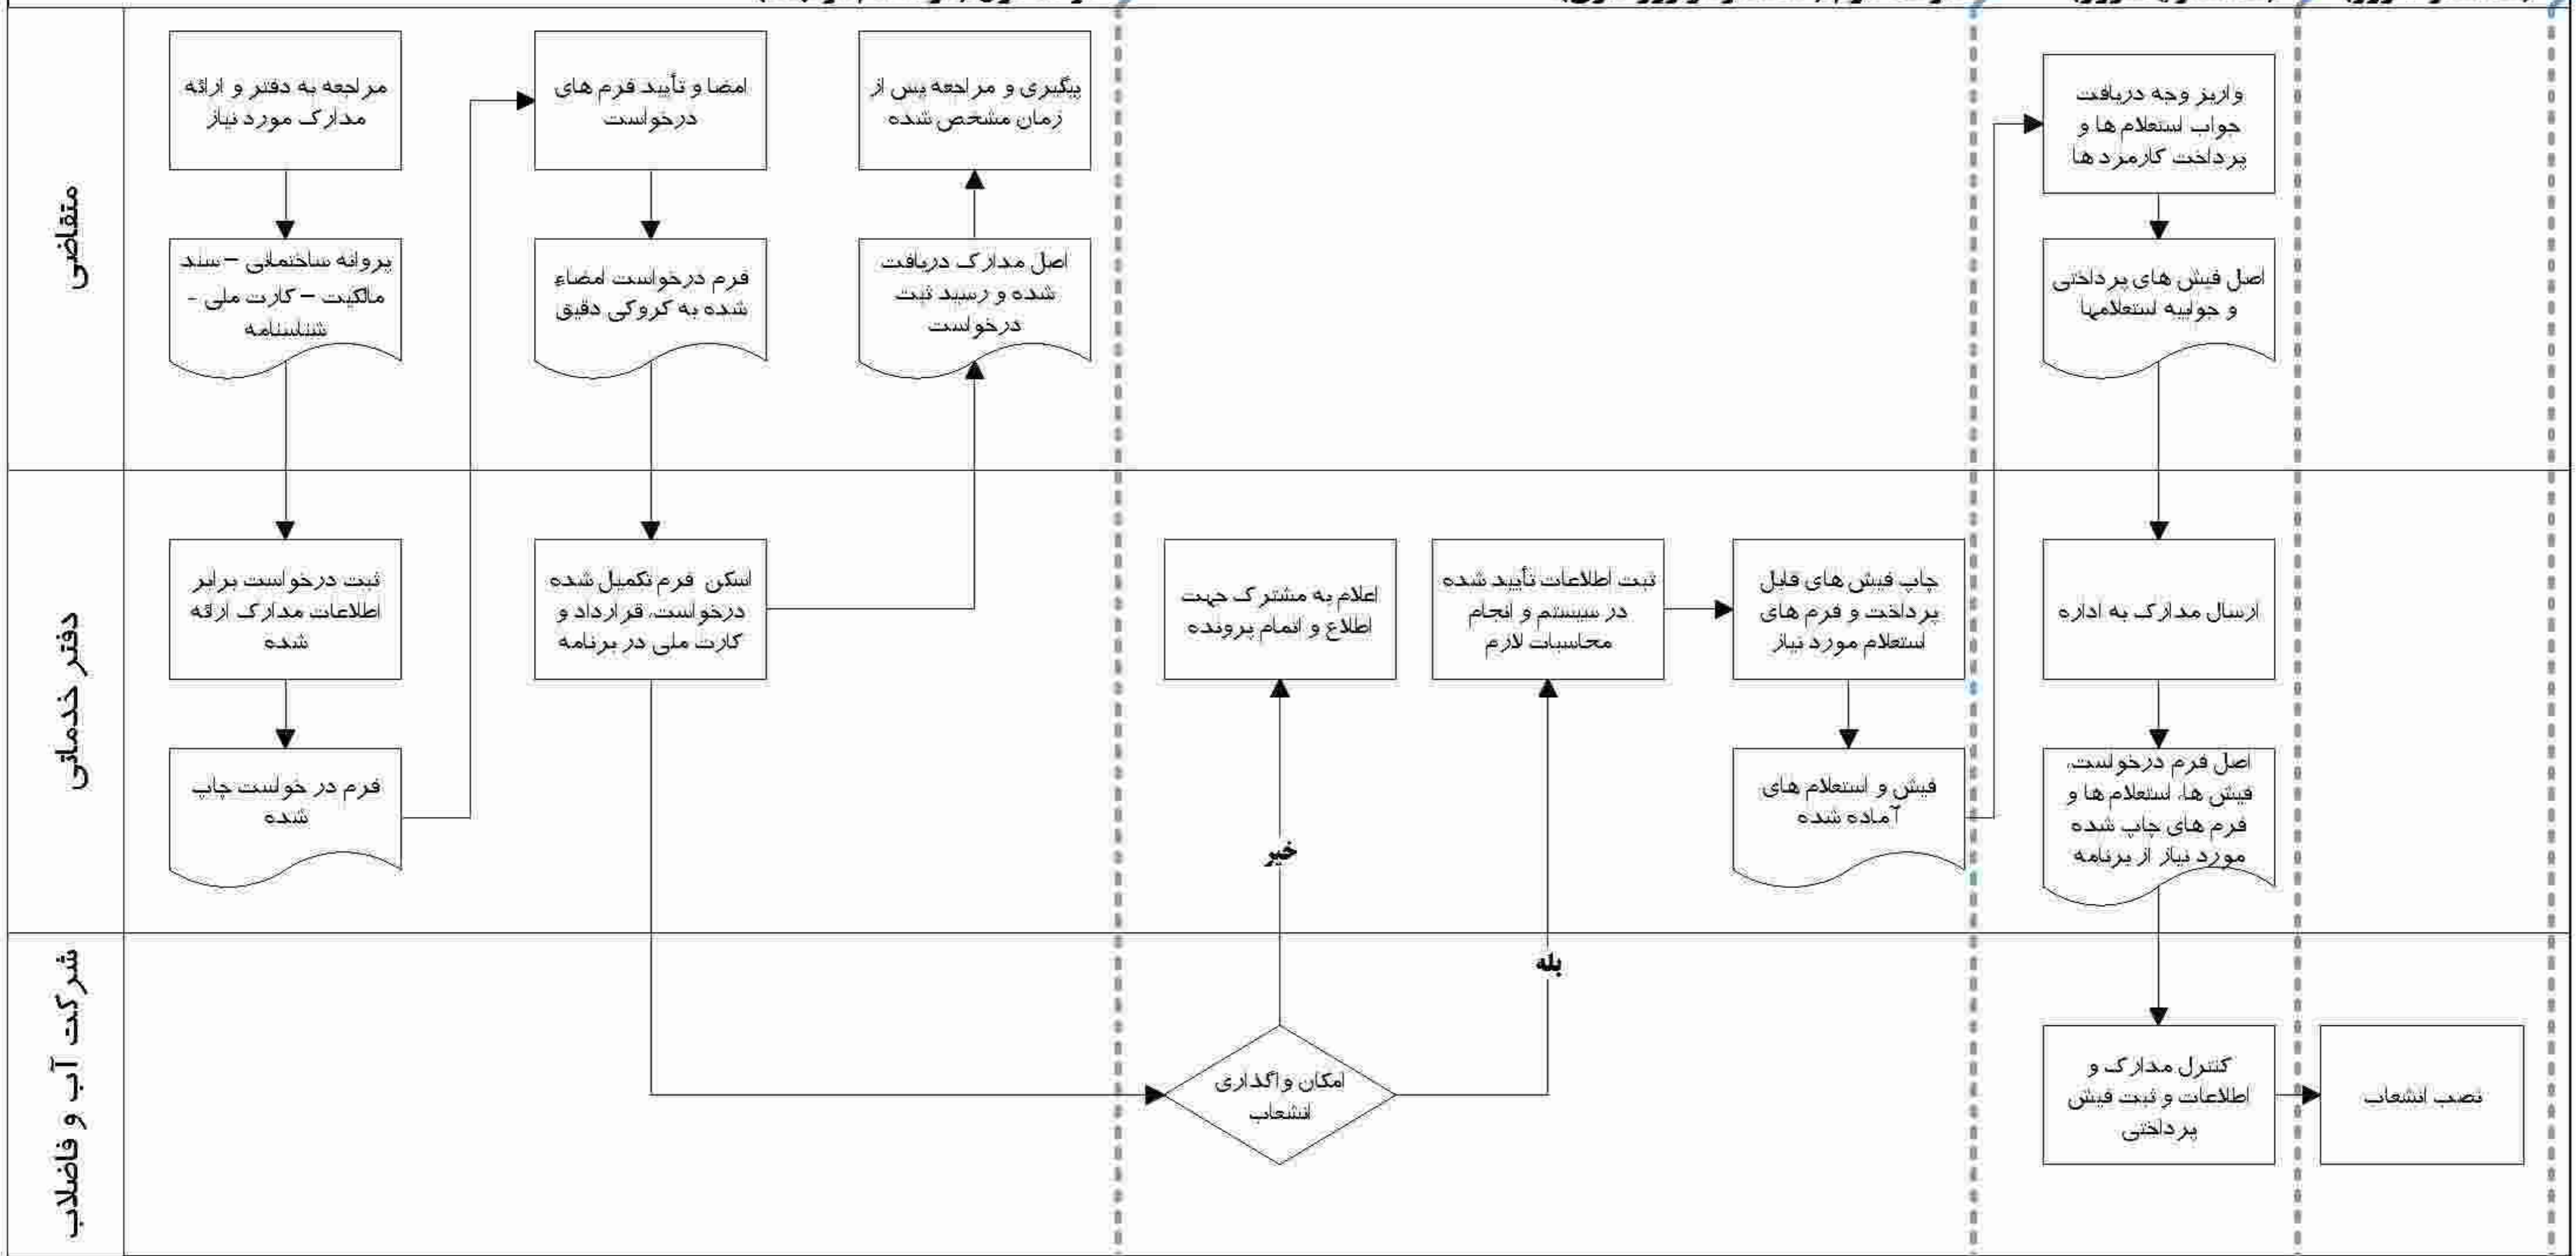 متقاضی
مراجعه به دفتر و ارائه
مدارک مورد نیاز
پروانه ساختمانی – سند
مالکیت – کارت ملی -
شناسنامه
امضا و تأیید فرم های
درخواست
فرم درخواست امضاء
شده به کروکی دقیق
پیگیری و مراجعه پس از
زمان مشخص شده
اصل مدارک دریافت
شده و رسید ثبت
درخواست
واریز وجه دریافت
جواب استعلام ها و
پرداخت کارمزد ها
اصل فیش های پرداختی
و جوابیه استعلامها
دفتر خدماتی
ثبت درخواست برابر
اطلاعات مدارک ارائه
شده
فرم در خواست چاپ
شده
اسکن فرم تکمیل شده
درخواست، قرارداد و
کارت ملی در برنامه
اعلام به مشترک جهت
اطلاع و اتمام پرونده
خیر
ثبت اطلاعات تأیید شده
در سیستم و انجام
محاسبات لازم
بله
چاپ فیش های قابل
پرداخت و فرم های
استعلام مورد نیاز
فیش و استعلام های
آماده شده
ارسال مدارک به اداره
اصل فرم درخواست،
فیش ها، استعلام ها و
فرم های چاپ شده
مورد نیاز از برنامه
شرکت آب و فاضلاب
امکان واگذاری
انشعاب
کنترل مدارک و
اطلاعات و ثبت فیش
پرداختی
نصب انشعاب